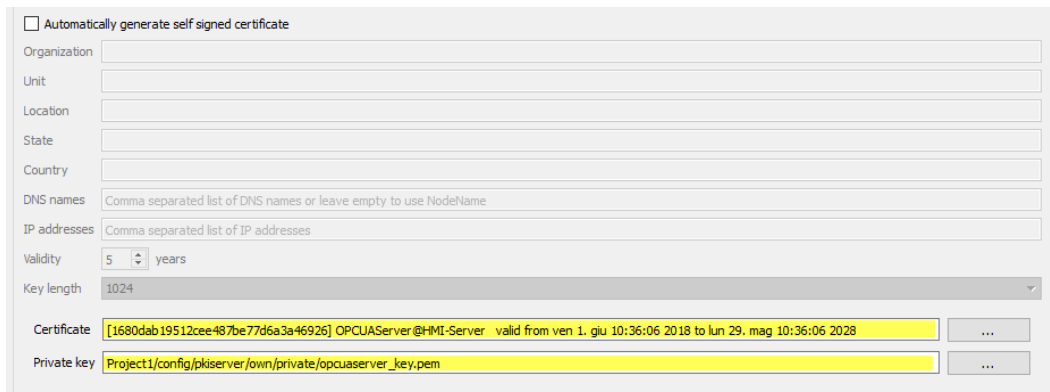 Automatically generate self signed certificate
Organization
Unit
Location
State
Country
DNS names Comma separated list of DNS names or leave empty to use NodeName
IP addresses Comma separated list of IP addresses
Validity 5 years
Key length 1024
Certificate [1680dab19512cee487be77d6a3a46926] OPCUAServer@HMI-Server valid from ven 1. giu 10:36:06 2018 to lun 29. mag 10:36:06 2028 ...
Private key Project1/config/pkiserver/own/private/opcuaserver_key.pem ...